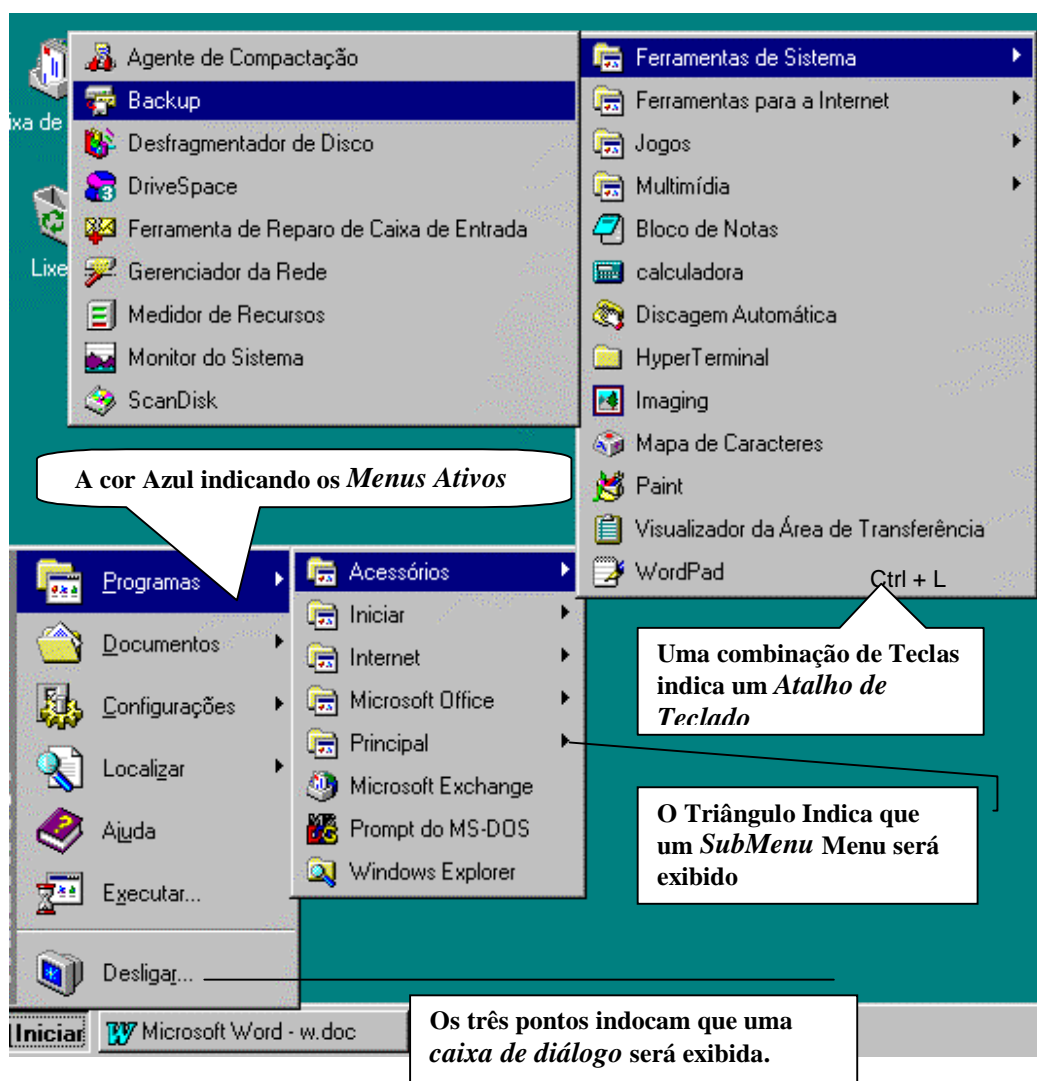 Agente de Compactação
Backup
Desfragmentador de Disco
DriveSpace
Ferramenta de Reparo de Caixa de Entrada
Gerenciador da Rede
Medidor de Recursos
Monitor do Sistema
ScanDisk
ixa de
Lixe
Ferramentas de Sistema
Ferramentas para a Internet
Jogos
Multimídia
Bloco de Notas
calculadora
Discagem Automática
HyperTerminal
Imaging
Mapa de Caracteres
Paint
Visualizador da Área de Transferência
WordPad
Ctrl + L
A cor Azul indicando os Menus Ativos
Programas
Documentos
Configurações
Localizar
Ajuda
Executar...
Desligar...
Acessórios
Iniciar
Internet
Microsoft Office
Principal
Microsoft Exchange
Prompt do MS-DOS
Windows Explorer
Uma combinação de Teclas
indica um Atalho de
Teclado
O Triângulo Indica que
um SubMenu Menu será
exibido
Os três pontos indocam que uma
caixa de diálogo será exibida.
Iniciar
Microsoft Word - w.doc